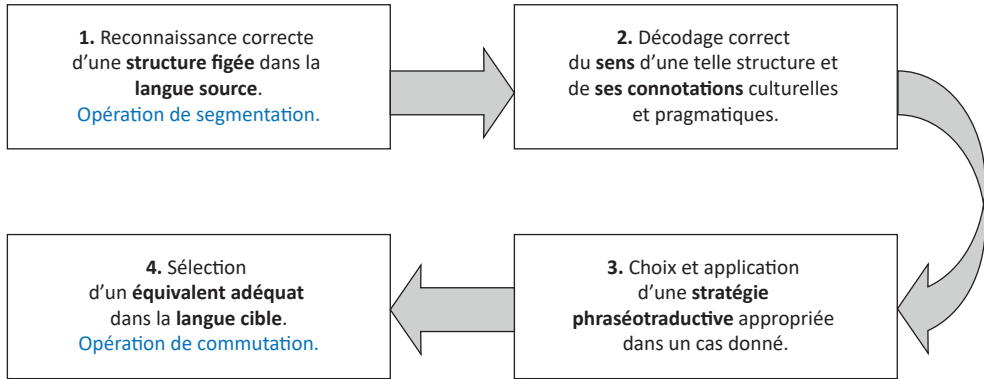 1. Reconnaissance correcte
d’une structure figée dans la
langue source.
Opération de segmentation.
2. Décodage correct
du sens d’une telle structure et
de ses connotations culturelles
et pragmatiques.
3. Choix et application
d’une stratégie
phraséotraductive appropriée
dans un cas donné.
4. Sélection
d’un équivalent adéquat
dans la langue cible.
Opération de commutation.